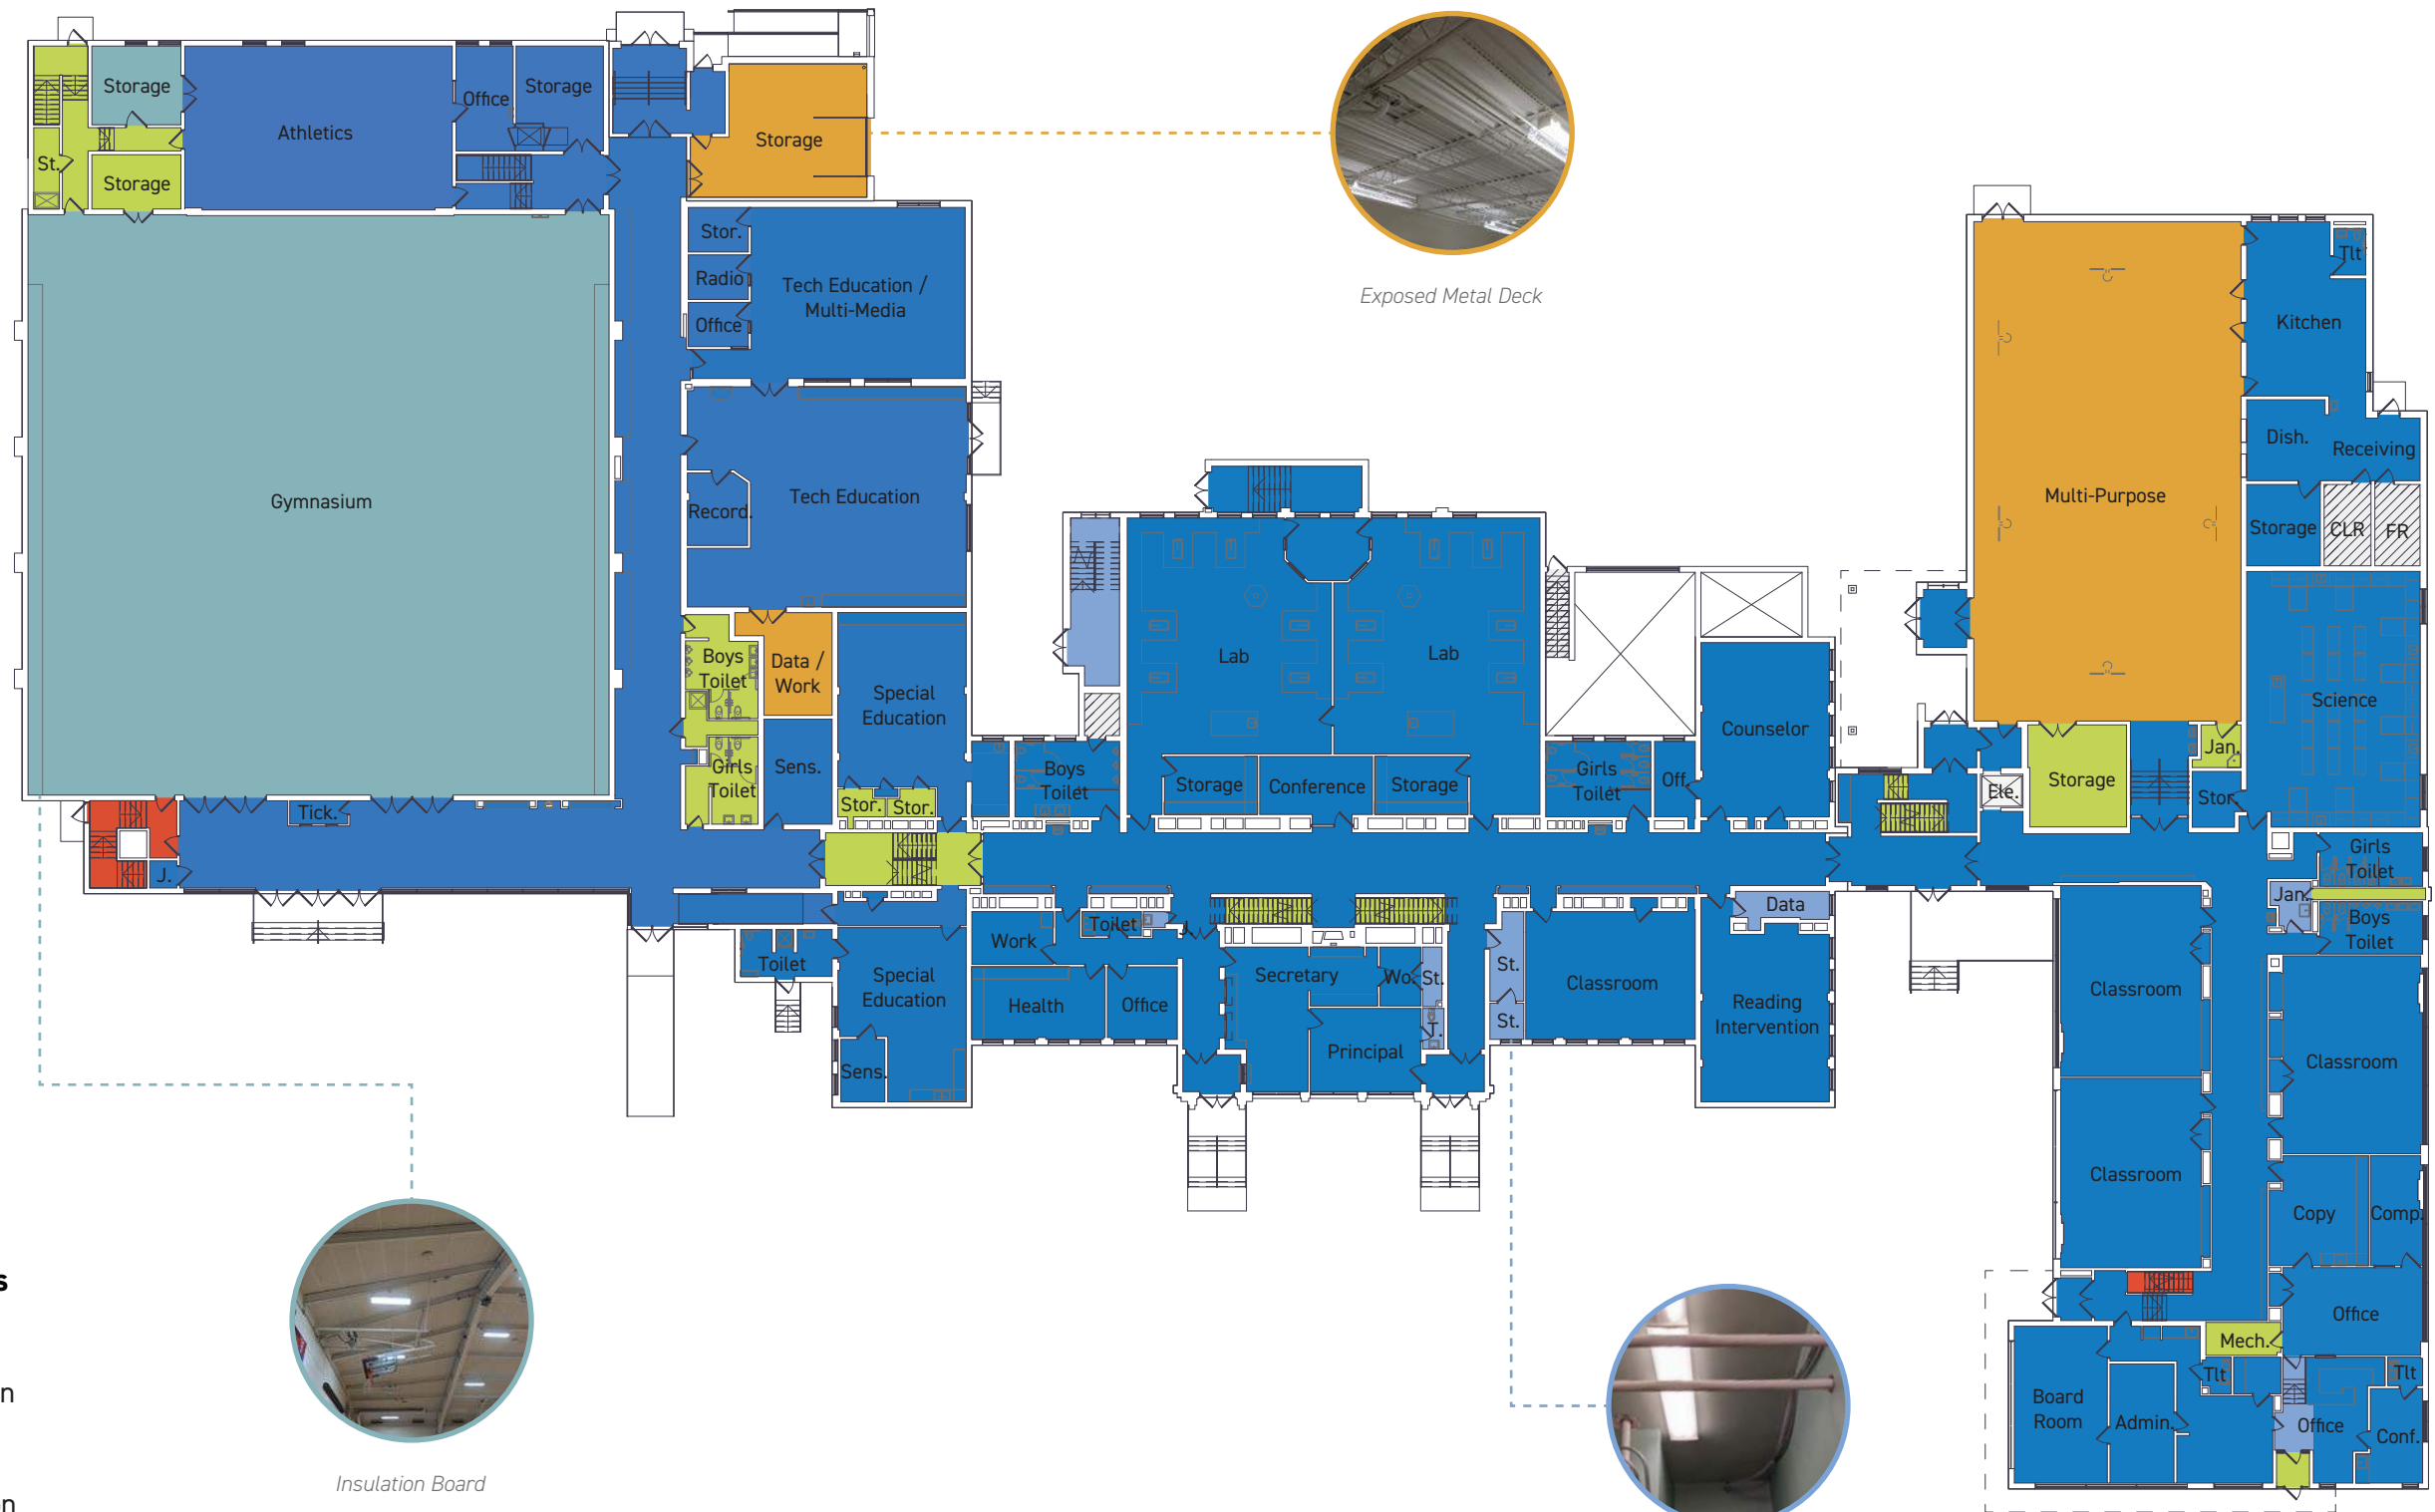 Storage
Athletics
Office
Storage
Storage
St.
Storage
Exposed Metal Deck
Stor.
Radio
Office
Tech Education /
Multi-Media
Tlt
Kitchen
Dish.
Receiving
Gymnasium
Record.
Tech Education
Multi-Purpose
Storage
CLR
FR
Boys
Toilet
Data /
Work
Special
Education
Lab
Lab
Science
Girls
Toilet
Sens.
Stor.
Stor.
Boys
Toilet
Storage
Conference
Storage
Girls
Toilet
Off.
Counselor
Ele.
Storage
Jan.
Stor.
Tick.
J.
Girls
Toilet
Jan.
Boys
Toilet
Toilet
Special
Education
Sens.
Work
Toilet
J.
Health
Office
Secretary
Wo.
St.
T.
Principal
St.
St.
Classroom
Data
Reading
Intervention
Classroom
Classroom
Classroom
Copy
Comp.
Office
Mech.
Tlt
Tlt
Board
Room
Admin.
Office
Conf.
s
n
n
Insulation Board